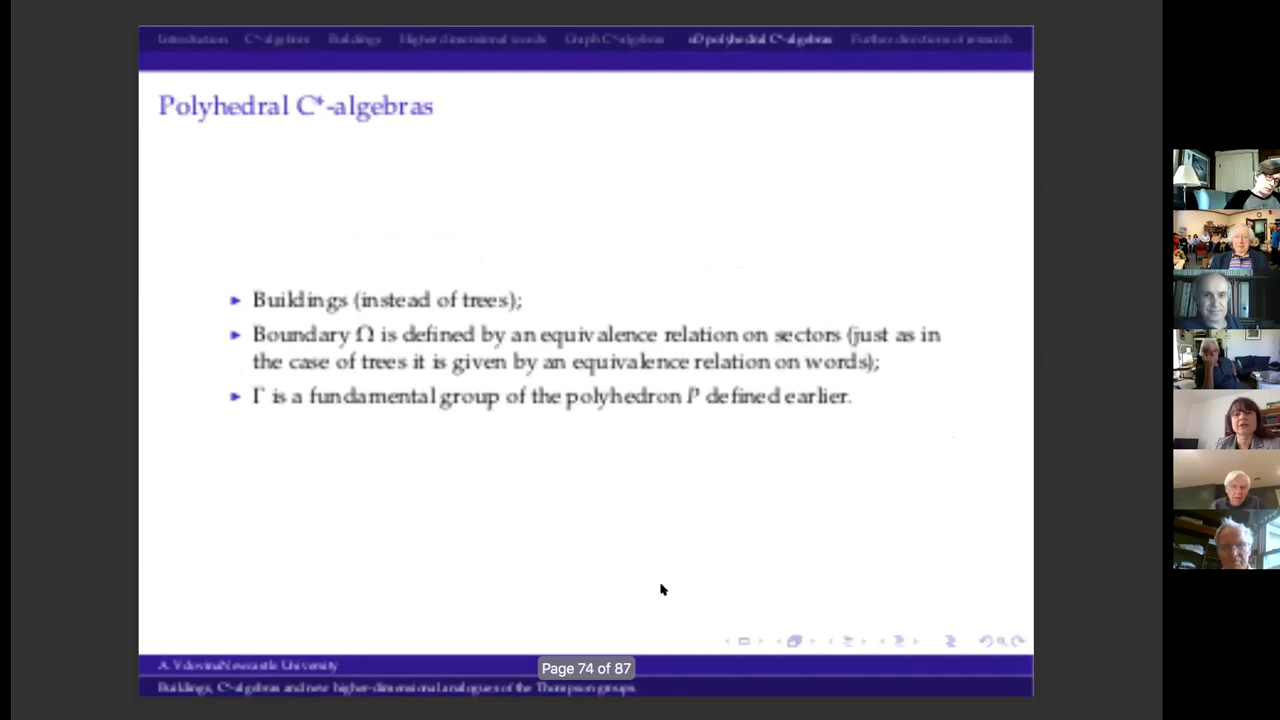 Introduction C*-algebras Buildings Higher dimensional words Graph C*-algebras nD polyhedral C*-algebras Further directions of research
Polyhedral C*-algebras
► Buildings (instead of trees);
► Boundary Ω is defined by an equivalence relation on sectors (just as in
the case of trees it is given by an equivalence relation on words);
► Γ is a fundamental group of the polyhedron P defined earlier.
A. VdovinaNewcastle University
Page 74 of 87
Buildings, C*-algebras and new higher-dimensional analogues of the Thompson groups